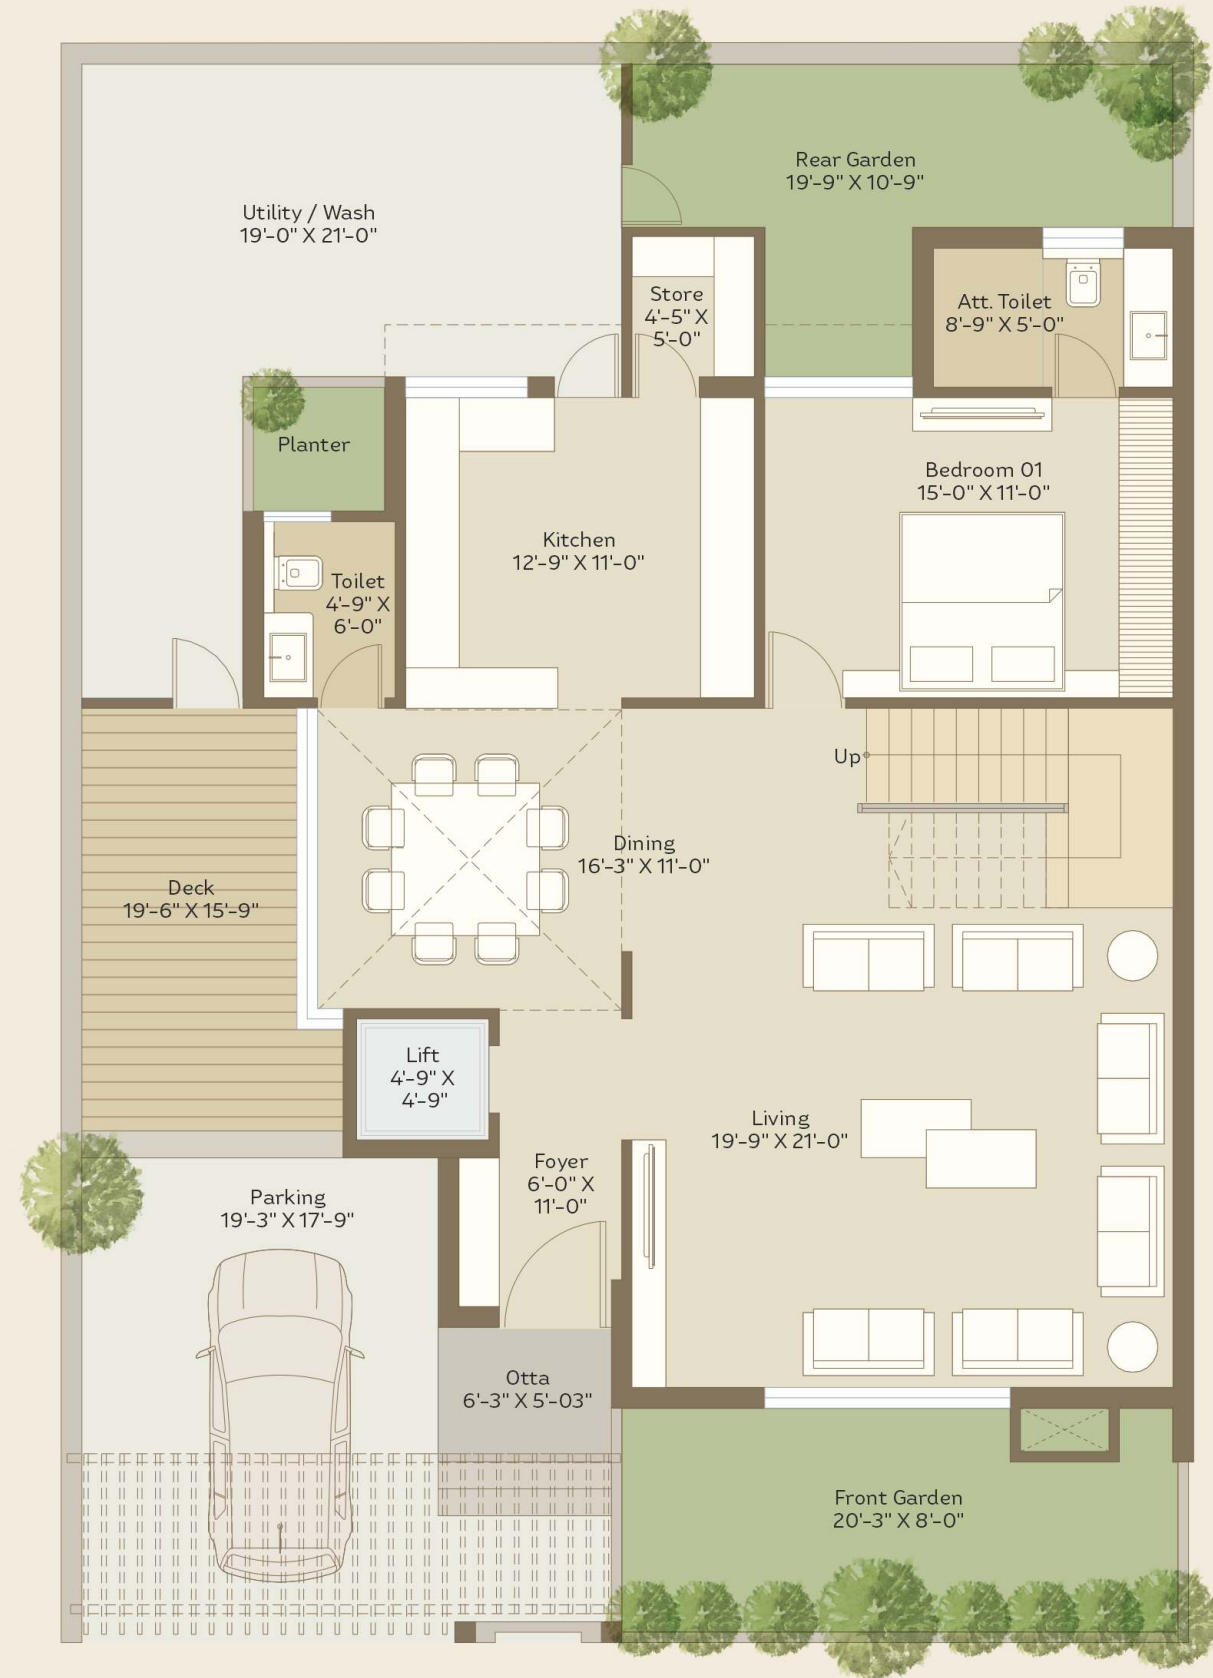 Rear Garden
19'-9" X 10'-9"
Utility / Wash
19'-0" X 21'-0"
Store
4'-5" X
5'-0"
Att. Toilet
8'-9" X 5'-0"
Planter
Bedroom 01
15'-0" X 11'-0"
Kitchen
12'-9" X 11'-0"
Toilet
4'-9" X
6'-0"
Up
Dining
16'-3" X 11'-0"
Deck
19'-6" X 15'-9"
Lift
4'-9" X
4'-9"
Living
19'-9" X 21'-0"
Foyer
6'-0" X
11'-0"
Parking
19'-3" X 17'-9"
Otta
6'-3" X 5'-03"
Front Garden
20'-3" X 8'-0"